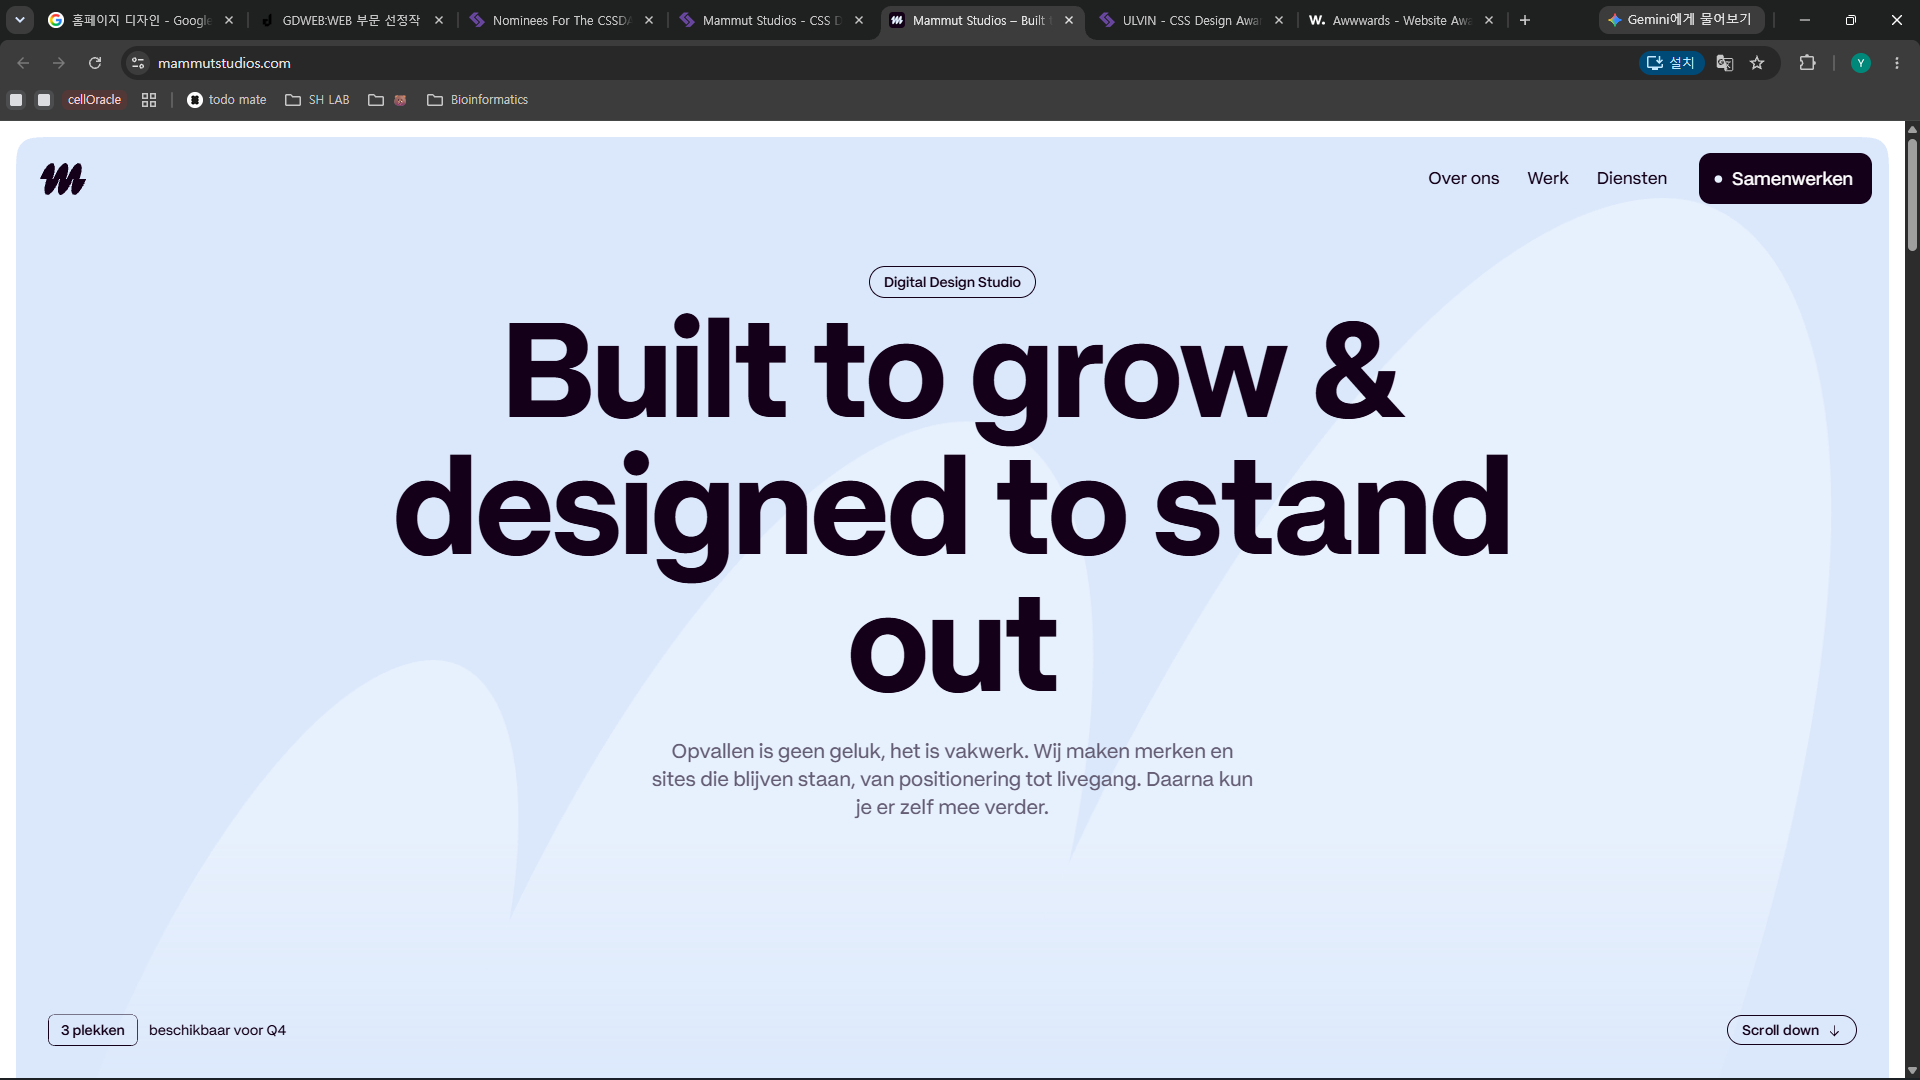 홈페이지 디자인 - Google
GDWEB:WEB 부문 선정작
Nominees For The CSSDA
Mammut Studios - CSS D
Mammut Studios – Built t
ULVIN - CSS Design Awar
Awwwards - Website Awa
Gemini에게 물어보기
mammutstudios.com
설치
Y
cellOracle
todo mate
SH LAB
Bioinformatics
Over ons
Werk
Diensten
Samenwerken
Digital Design Studio
Built to grow &
designed to stand
out
Opvallen is geen geluk, het is vakwerk. Wij maken merken en
sites die blijven staan, van positionering tot livegang. Daarna kun
je er zelf mee verder.
3 plekken
beschikbaar voor Q4
Scroll down